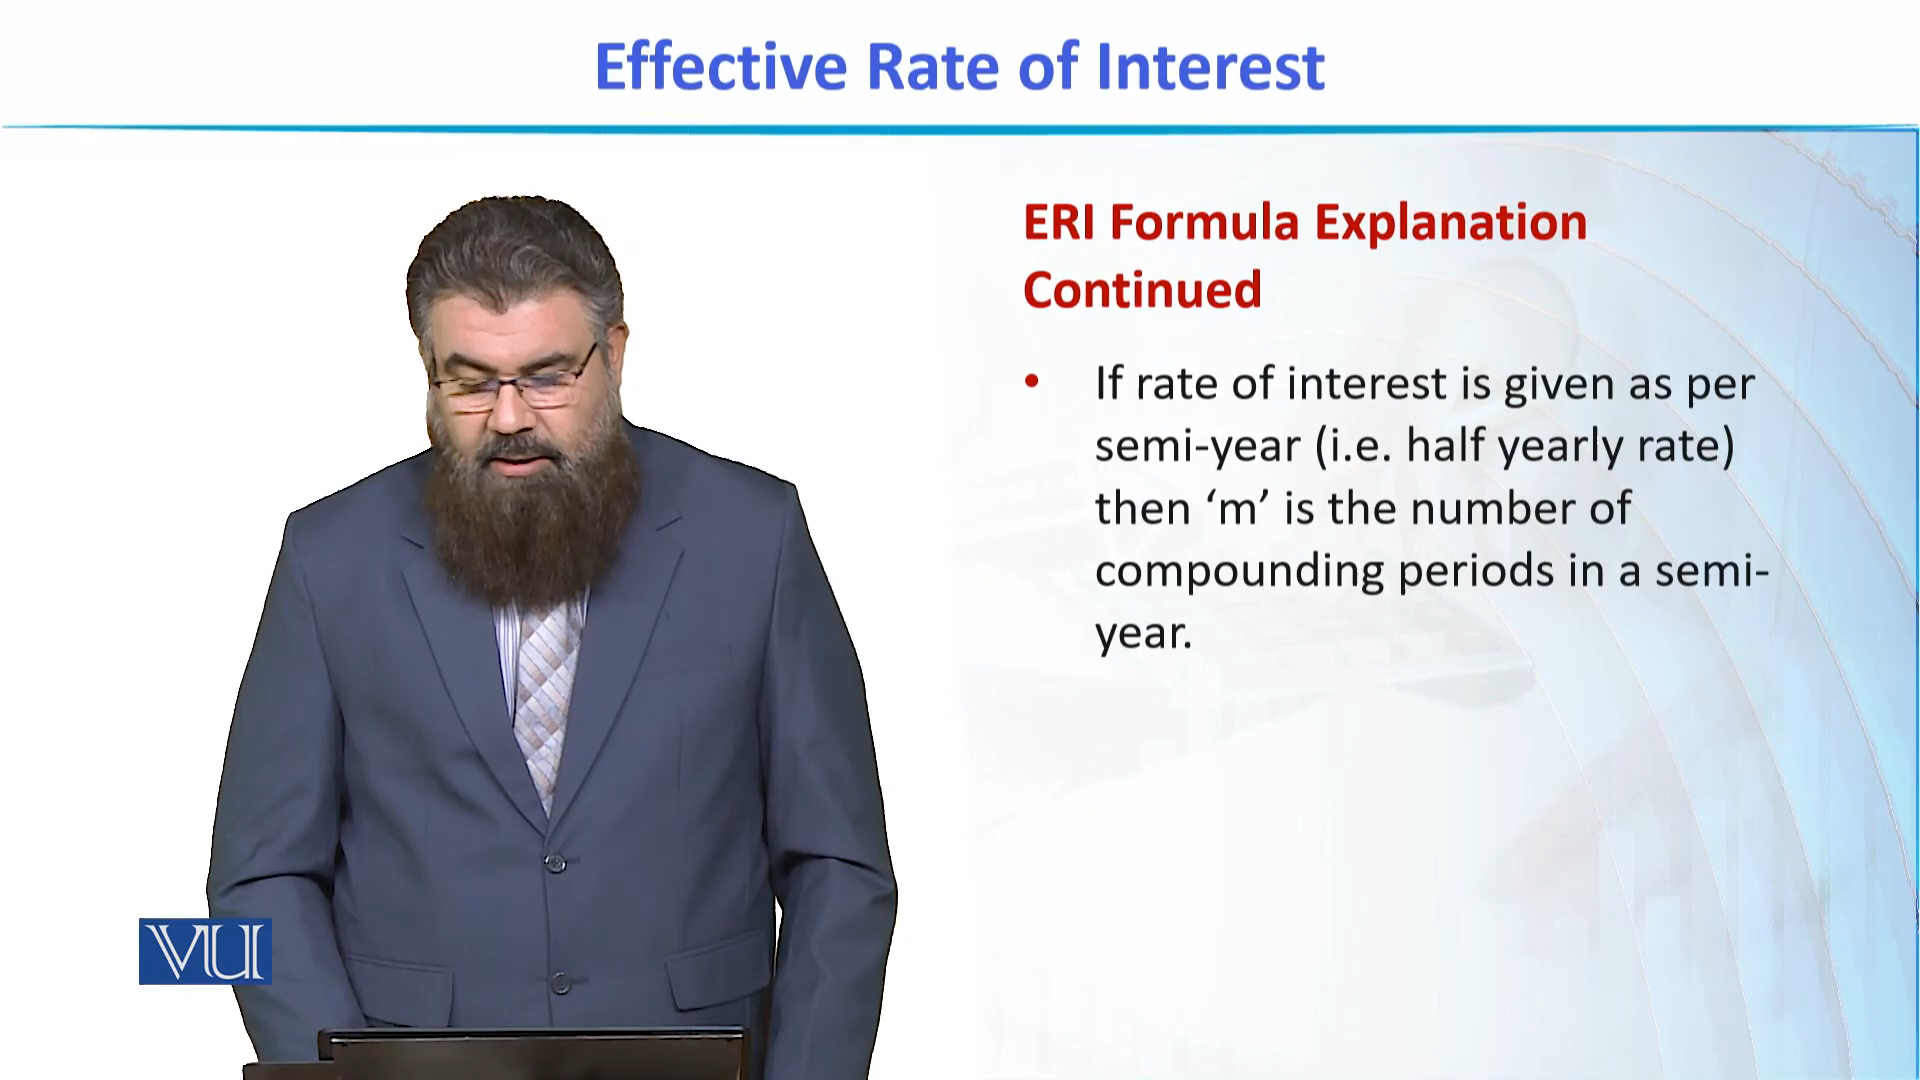 Effective Rate of Interest
ERI Formula Explanation
Continued
• If rate of interest is given as per
semi-year (i.e. half yearly rate)
then ‘m’ is the number of
compounding periods in a semi-
year.
VU